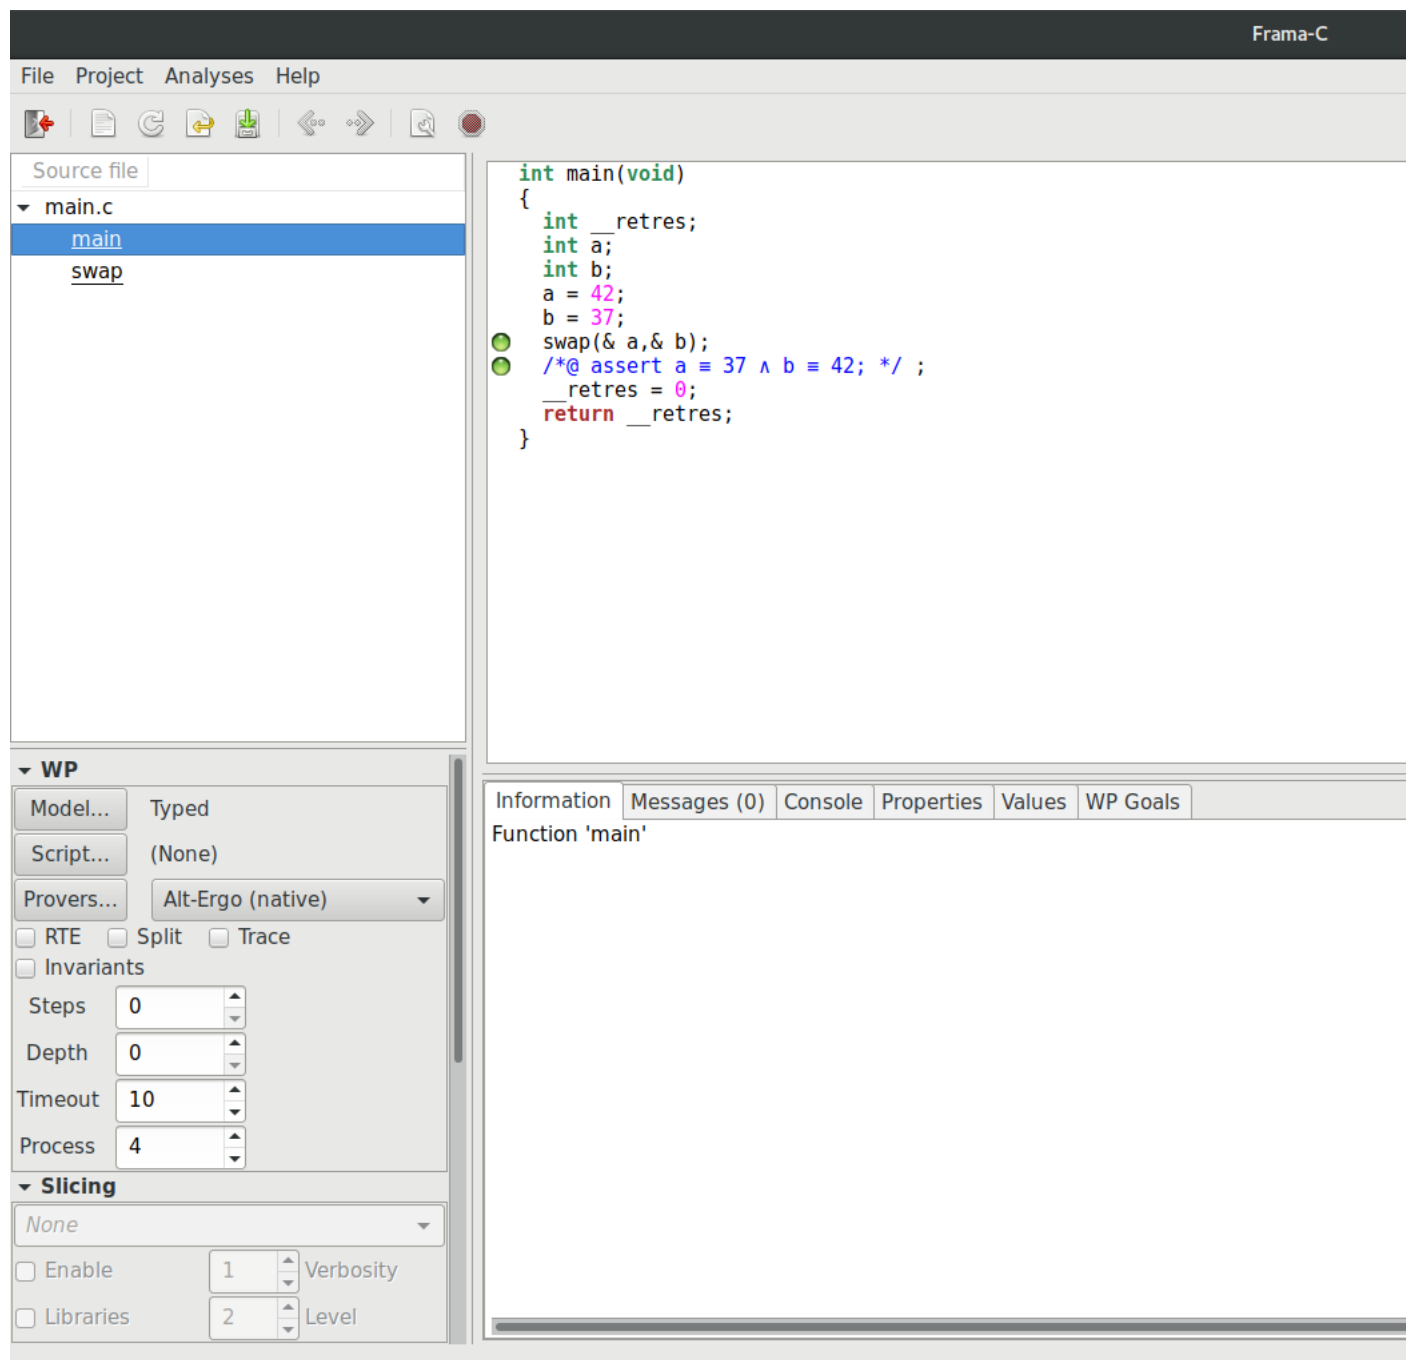 Frama-C
File Project Analyses Help
Source file
main.c
main
swap
int main(void)
{
int __retres;
int a;
int b;
a = 42;
b = 37;
swap(& a,& b);
/*@ assert a ≡ 37 ∧ b ≡ 42; */ ;
__retres = 0;
return __retres;
}
WP
Model... Typed
Script... (None)
Provers... Alt-Ergo (native)
RTE Split Trace
Invariants
Steps 0
Depth 0
Timeout 10
Process 4
Slicing
None
Enable 1 Verbosity
Libraries 2 Level
Information Messages (0) Console Properties Values WP Goals
Function 'main'